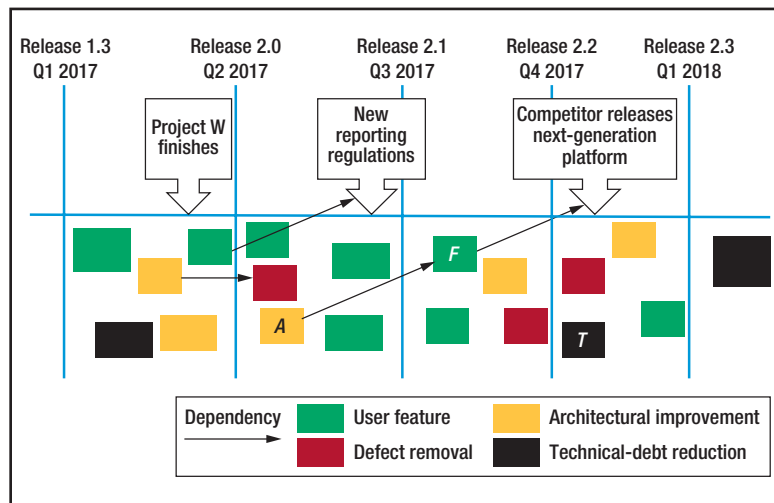 Release 1.3
Q1 2017
Release 2.0
Q2 2017
Release 2.1
Q3 2017
Release 2.2
Q4 2017
Release 2.3
Q1 2018
Project W
finishes
New
reporting
regulations
Competitor releases
next-generation
platform
F
A
T
Dependency
User feature
Architectural improvement
Defect removal
Technical-debt reduction